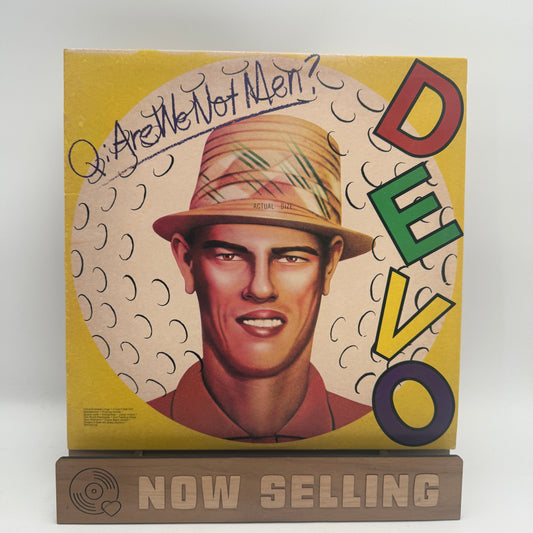 Q: Are We Not Men?
DEVO
ACTUAL SIZE
NOW SELLING